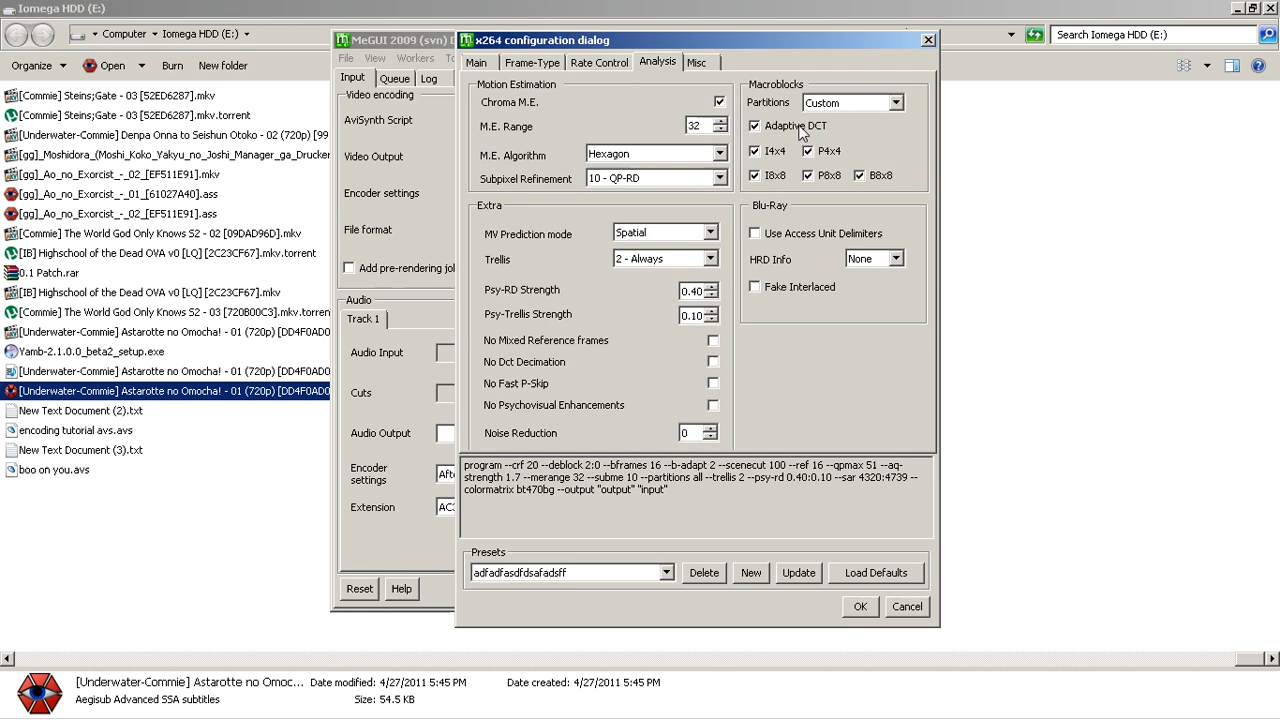 Iomega HDD (E:)
Computer
Iomega HDD (E:)
Search Iomega HDD (E:)
Organize
Open
Burn
New folder
[Commie] Steins;Gate - 03 [52ED6287].mkv
[Commie] Steins;Gate - 03 [52ED6287].mkv.torrent
[Underwater-Commie] Denpa Onna to Seishun Otoko - 02 (720p) [99
[gg]_Moshidora_(Moshi_Koko_Yakyu_no_Joshi_Manager_ga_Drucker
[gg]_Ao_no_Exorcist_-_02_[EF511E91].mkv
[gg]_Ao_no_Exorcist_-_01_[61027A40].ass
[gg]_Ao_no_Exorcist_-_02_[EF511E91].ass
[Commie] The World God Only Knows S2 - 02 [09DAD96D].mkv
[IB] Highschool of the Dead OVA v0 [LQ] [2C23CF67].mkv.torrent
0.1 Patch.rar
[IB] Highschool of the Dead OVA v0 [LQ] [2C23CF67].mkv
[Commie] The World God Only Knows S2 - 03 [720B00C3].mkv.torren
[Underwater-Commie] Astarotte no Omocha! - 01 (720p) [DD4F0AD0
Yamb-2.1.0.0_beta2_setup.exe
[Underwater-Commie] Astarotte no Omocha! - 01 (720p) [DD4F0AD0
[Underwater-Commie] Astarotte no Omocha! - 01 (720p) [DD4F0AD0
New Text Document (2).txt
encoding tutorial avs.avs
New Text Document (3).txt
boo on you.avs
MeGUI 2009 (svn) D
File View Workers To
Input Queue Log
Video encoding
AviSynth Script
Video Output
Encoder settings
File format
Add pre-rendering jol
Audio
Track 1
Audio Input
Cuts
Audio Output
Encoder
settings
Afte
Extension
AC3
Reset
Help
x264 configuration dialog
Main Frame-Type Rate Control Analysis Misc
Motion Estimation
Chroma M.E.
M.E. Range 32
M.E. Algorithm Hexagon
Subpixel Refinement 10 - QP-RD
Extra
MV Prediction mode Spatial
Trellis 2 - Always
Psy-RD Strength 0.40
Psy-Trellis Strength 0.10
No Mixed Reference frames
No Dct Decimation
No Fast P-Skip
No Psychovisual Enhancements
Noise Reduction 0
Macroblocks
Partitions Custom
Adaptive DCT
I4x4 P4x4
I8x8 P8x8 B8x8
Blu-Ray
Use Access Unit Delimiters
HRD Info None
Fake Interlaced
program --crf 20 --deblock 2:0 --bframes 16 --b-adapt 2 --scenecut 100 --ref 16 --qpmax 51 --aq-
strength 1.7 --merange 32 --subme 10 --partitions all --trellis 2 --psy-rd 0.40:0.10 --sar 4320:4739 --
colormatrix bt470bg --output "output" "input"
Presets
adfadfasdfdsafadsff
Delete
New
Update
Load Defaults
OK
Cancel
[Underwater-Commie] Astarotte no Omoc... Date modified: 4/27/2011 5:45 PM Date created: 4/27/2011 5:45 PM
Aegisub Advanced SSA subtitles Size: 54.5 KB